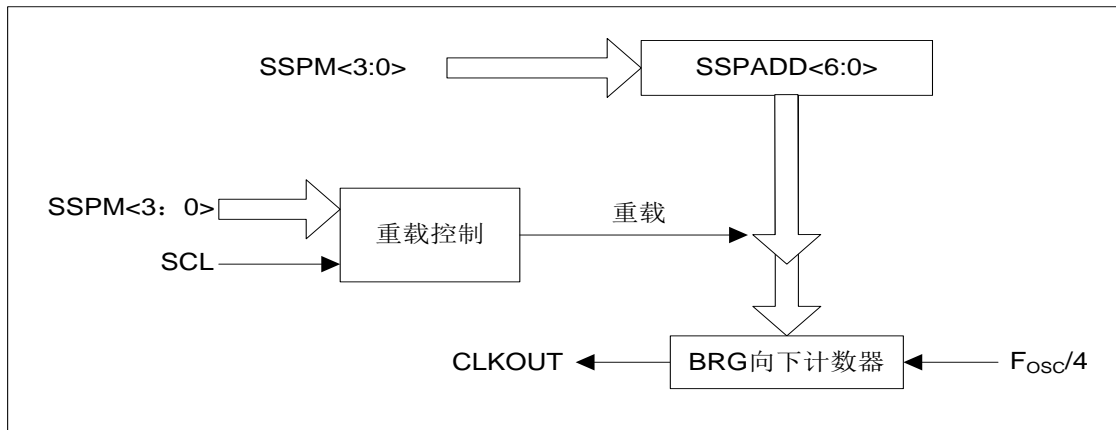 SSPM<3:0>
SSPADD<6:0>
SSPM<3：0>
重载控制
重载
SCL
CLKOUT
BRG向下计数器
FOSC/4